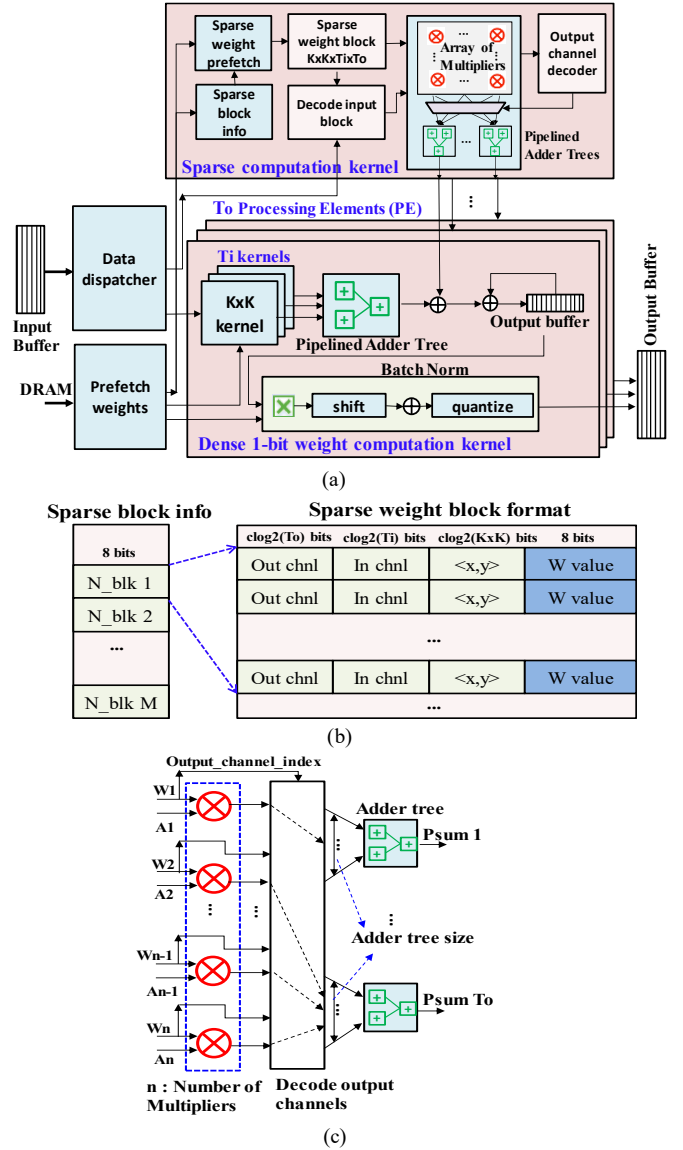 Sparse
weight
prefetch
Sparse
weight block
KxKxTixTo
...
...
Array of
Multipliers
...
Output
channel
decoder
Sparse
block
info
Decode input
block
...
Pipelined
Adder Trees
Sparse computation kernel
...
To Processing Elements (PE)
Data
dispatcher
Input
Buffer
Ti kernels
KxK
kernel
Pipelined Adder Tree
Output buffer
Output Buffer
DRAM
Prefetch
weights
Batch Norm
shift
quantize
Dense 1-bit weight computation kernel
(a)
Sparse block info
Sparse weight block format
8 bits
clog2(To) bits
clog2(Ti) bits
clog2(KxK) bits
8 bits
N_blk 1
Out chnl
In chnl
<x,y>
W value
N_blk 2
Out chnl
In chnl
<x,y>
W value
...
...
N_blk M
Out chnl
In chnl
<x,y>
W value
...
(b)
Output_channel_index
W1
A1
Adder tree
Psum 1
...
W2
A2
...
...
...
Adder tree size
Wn-1
An-1
...
Psum To
Wn
An
n : Number of
Multipliers
Decode output
channels
(c)